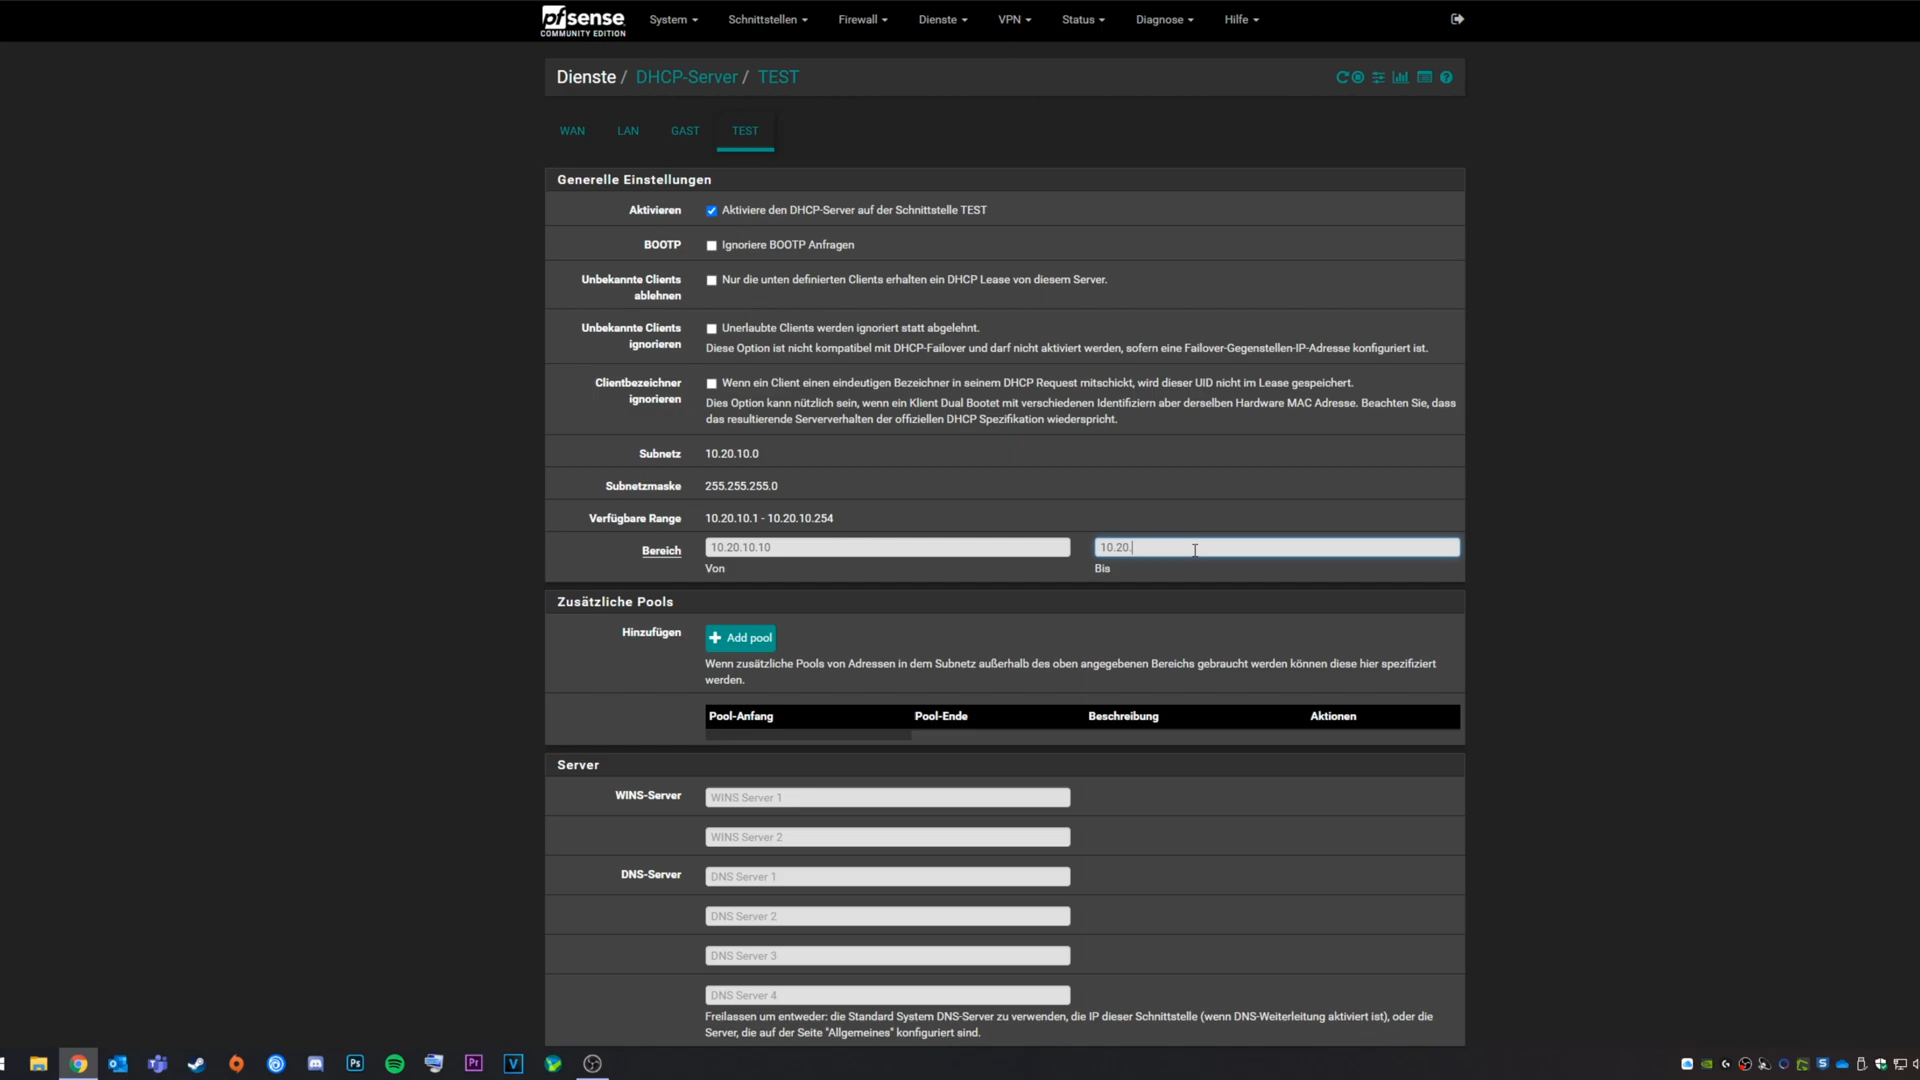 pfsense System Schnittstellen Firewall Dienste VPN Status Diagnose Hilfe
COMMUNITY EDITION
Dienste / DHCP-Server / TEST
WAN LAN GAST TEST
Generelle Einstellungen
Aktivieren Aktiviere den DHCP-Server auf der Schnittstelle TEST
BOOTP Ignoriere BOOTP Anfragen
Unbekannte Clients Nur die unten definierten Clients erhalten ein DHCP Lease von diesem Server.
ablehnen
Unbekannte Clients Unerlaubte Clients werden ignoriert statt abgelehnt.
ignorieren Diese Option ist nicht kompatibel mit DHCP-Failover und darf nicht aktiviert werden, sofern eine Failover-Gegenstellen-IP-Adresse konfiguriert ist.
Clientbezeichner Wenn ein Client einen eindeutigen Bezeichner in seinem DHCP Request mitschickt, wird dieser UID nicht im Lease gespeichert.
ignorieren Dies Option kann nützlich sein, wenn ein Klient Dual Bootet mit verschiedenen Identifiziern aber derselben Hardware MAC Adresse. Beachten Sie, dass
das resultierende Serververhalten der offiziellen DHCP Spezifikation wiederspricht.
Subnetz 10.20.10.0
Subnetzmaske 255.255.255.0
Verfügbare Range 10.20.10.1 - 10.20.10.254
Bereich 10.20.10.10 10.20.
Von Bis
Zusätzliche Pools
Hinzufügen Add pool
Wenn zusätzliche Pools von Adressen in dem Subnetz außerhalb des oben angegebenen Bereichs gebraucht werden können diese hier spezifiziert
werden.
Pool-Anfang Pool-Ende Beschreibung Aktionen
Server
WINS-Server WINS Server 1
WINS Server 2
DNS-Server DNS Server 1
DNS Server 2
DNS Server 3
DNS Server 4
Freilassen um entweder: die Standard System DNS-Server zu verwenden, die IP dieser Schnittstelle (wenn DNS-Weiterleitung aktiviert ist), oder die
Server, die auf der Seite "Allgemeines" konfiguriert sind.
Ps Pr V